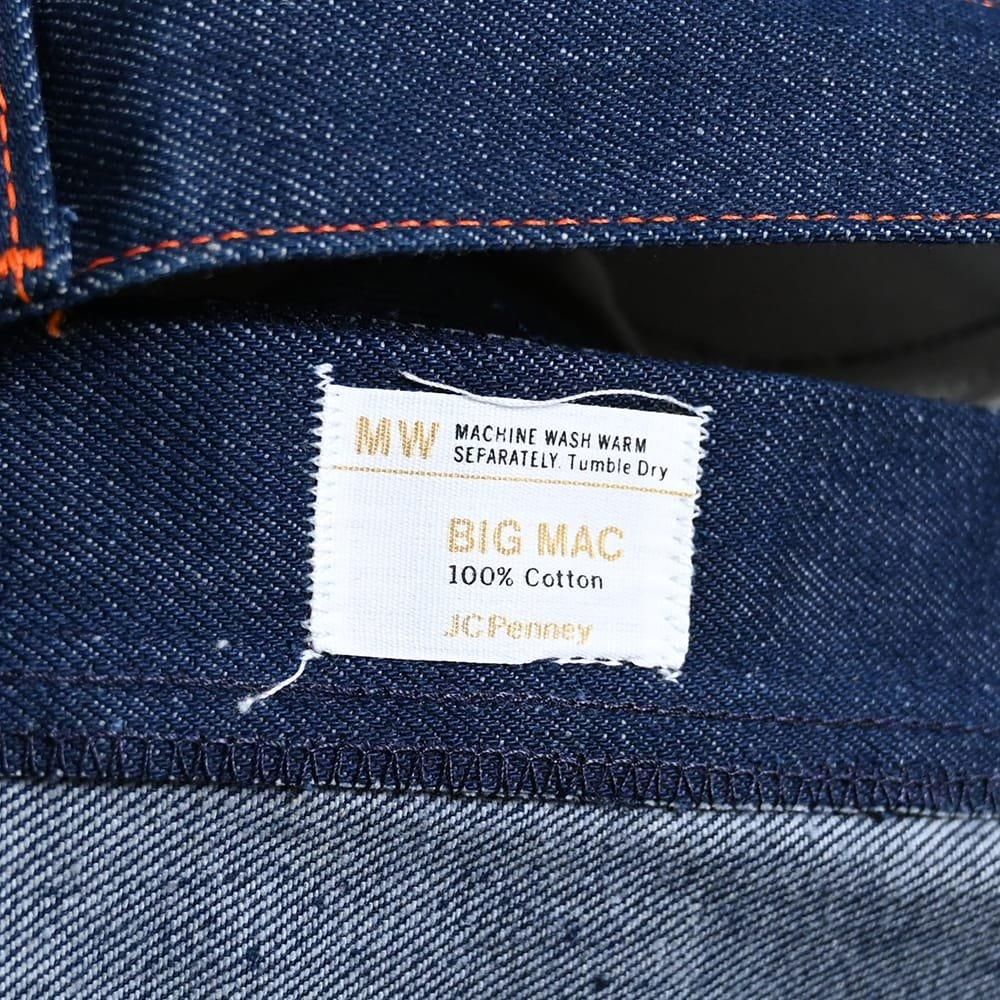 MW MACHINE WASH WARM
SEPARATELY. Tumble Dry
BIG MAC
100% Cotton
JCPenney